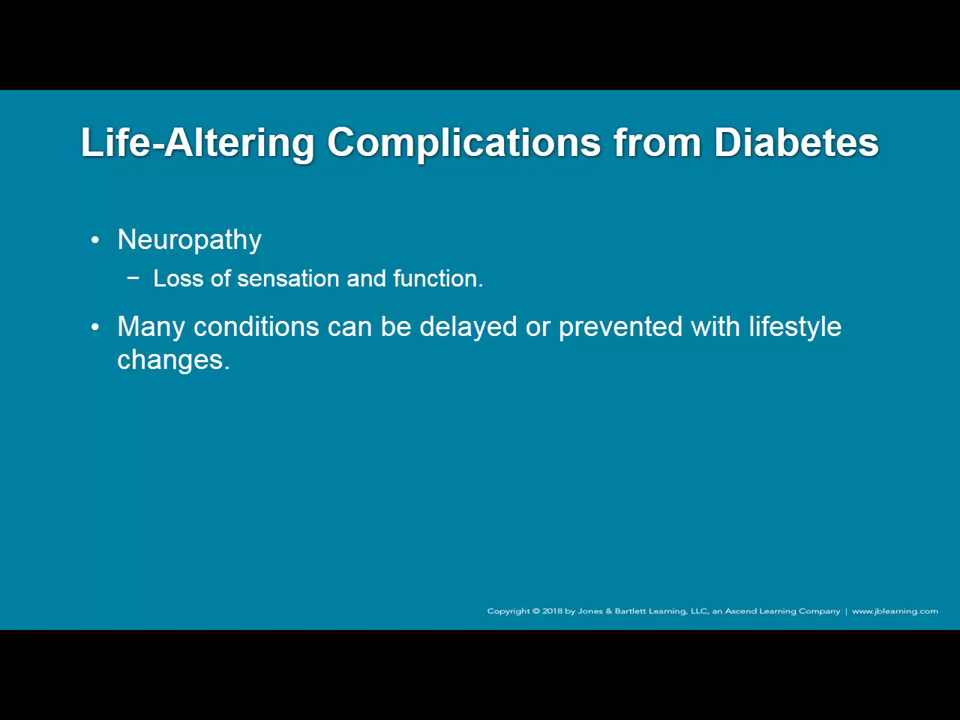 Life-Altering Complications from Diabetes
• Neuropathy
− Loss of sensation and function.
• Many conditions can be delayed or prevented with lifestyle
changes.
Copyright © 2018 by Jones & Bartlett Learning, LLC, an Ascend Learning Company | www.jblearning.com